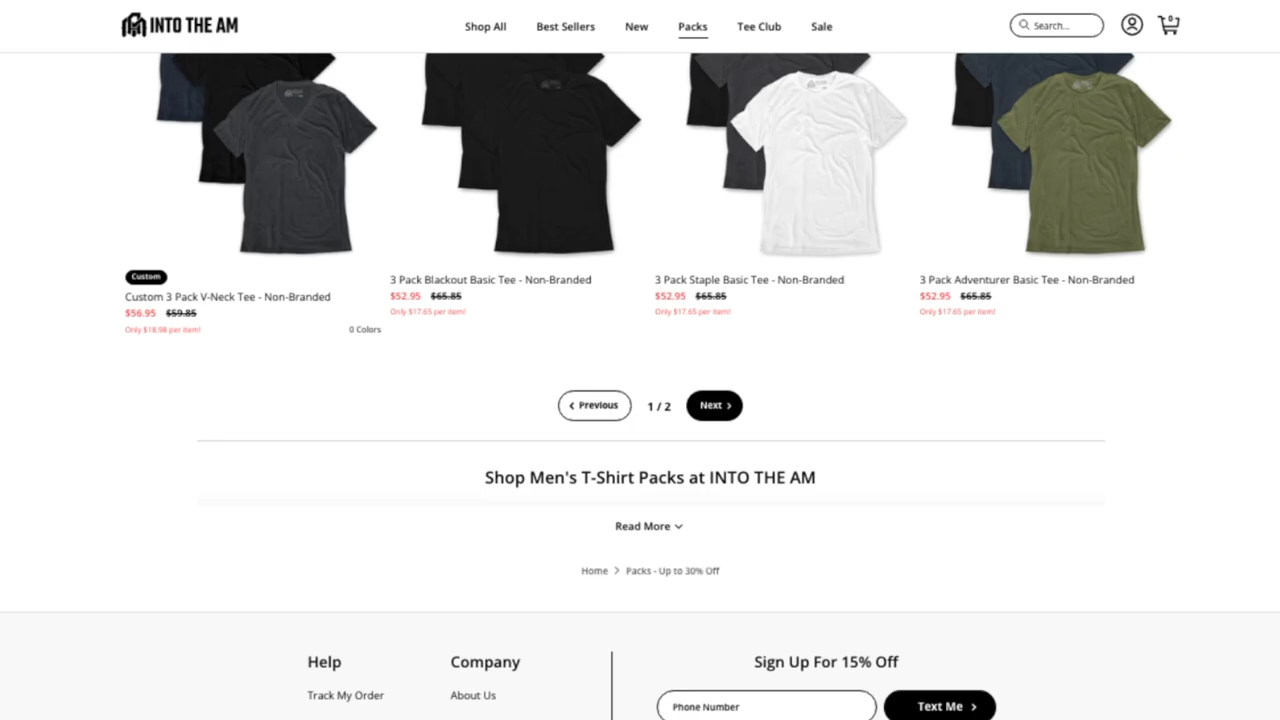 INTO THE AM
Shop All
Best Sellers
New
Packs
Tee Club
Sale
Search...
0
Custom
Custom 3 Pack V-Neck Tee - Non-Branded
$56.95 $59.85
Only $18.98 per item!
0 Colors
3 Pack Blackout Basic Tee - Non-Branded
$52.95 $65.85
Only $17.65 per item!
3 Pack Staple Basic Tee - Non-Branded
$52.95 $65.85
Only $17.65 per item!
3 Pack Adventurer Basic Tee - Non-Branded
$52.95 $65.85
Only $17.65 per item!
Previous
1 / 2
Next
Shop Men's T-Shirt Packs at INTO THE AM
Read More
Home > Packs - Up to 30% Off
Help
Track My Order
Company
About Us
Sign Up For 15% Off
Phone Number
Text Me